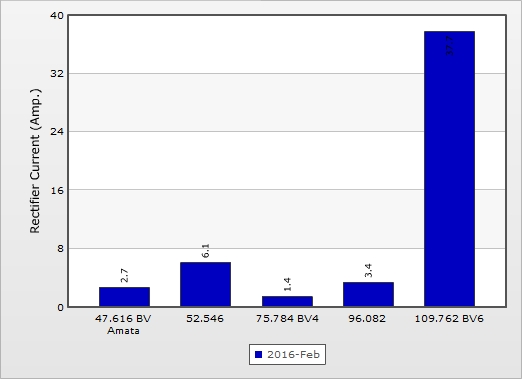 40
32
24
16
8
0
Rectifier Current (Amp.)
2.7
6.1
1.4
3.4
47.616 BV
Amata
52.546
75.784 BV4
96.082
109.762 BV6
2016-Feb